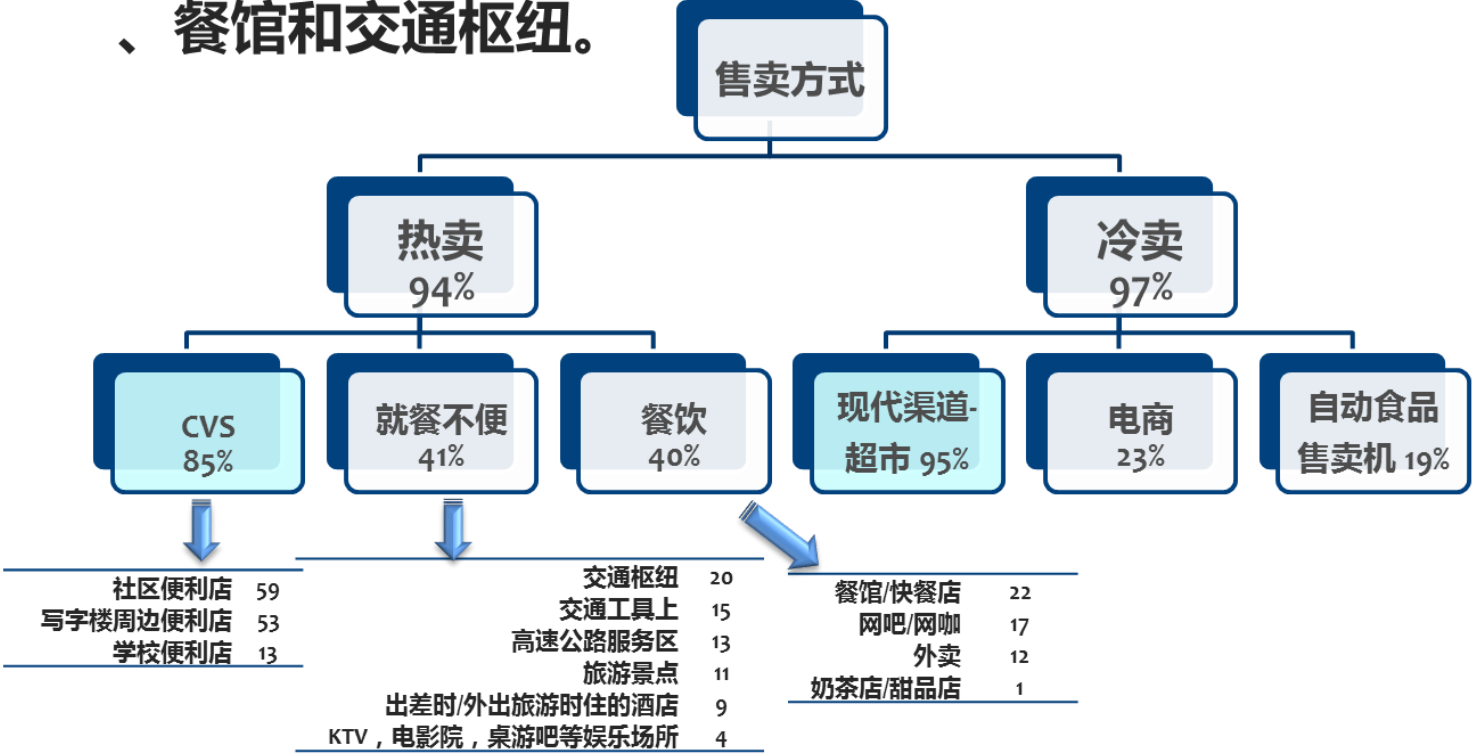 、餐馆和交通枢纽。
售卖方式
热卖
94%
冷卖
97%
CVS
85%
就餐不便
41%
餐饮
40%
现代渠道-
超市 95%
电商
23%
自动食品
售卖机 19%
社区便利店 59
写字楼周边便利店 53
学校便利店 13
交通枢纽 20
交通工具上 15
高速公路服务区 13
旅游景点 11
出差时/外出旅游时住的酒店 9
KTV，电影院，桌游吧等娱乐场所 4
餐馆/快餐店 22
网吧/网咖 17
外卖 12
奶茶店/甜品店 1